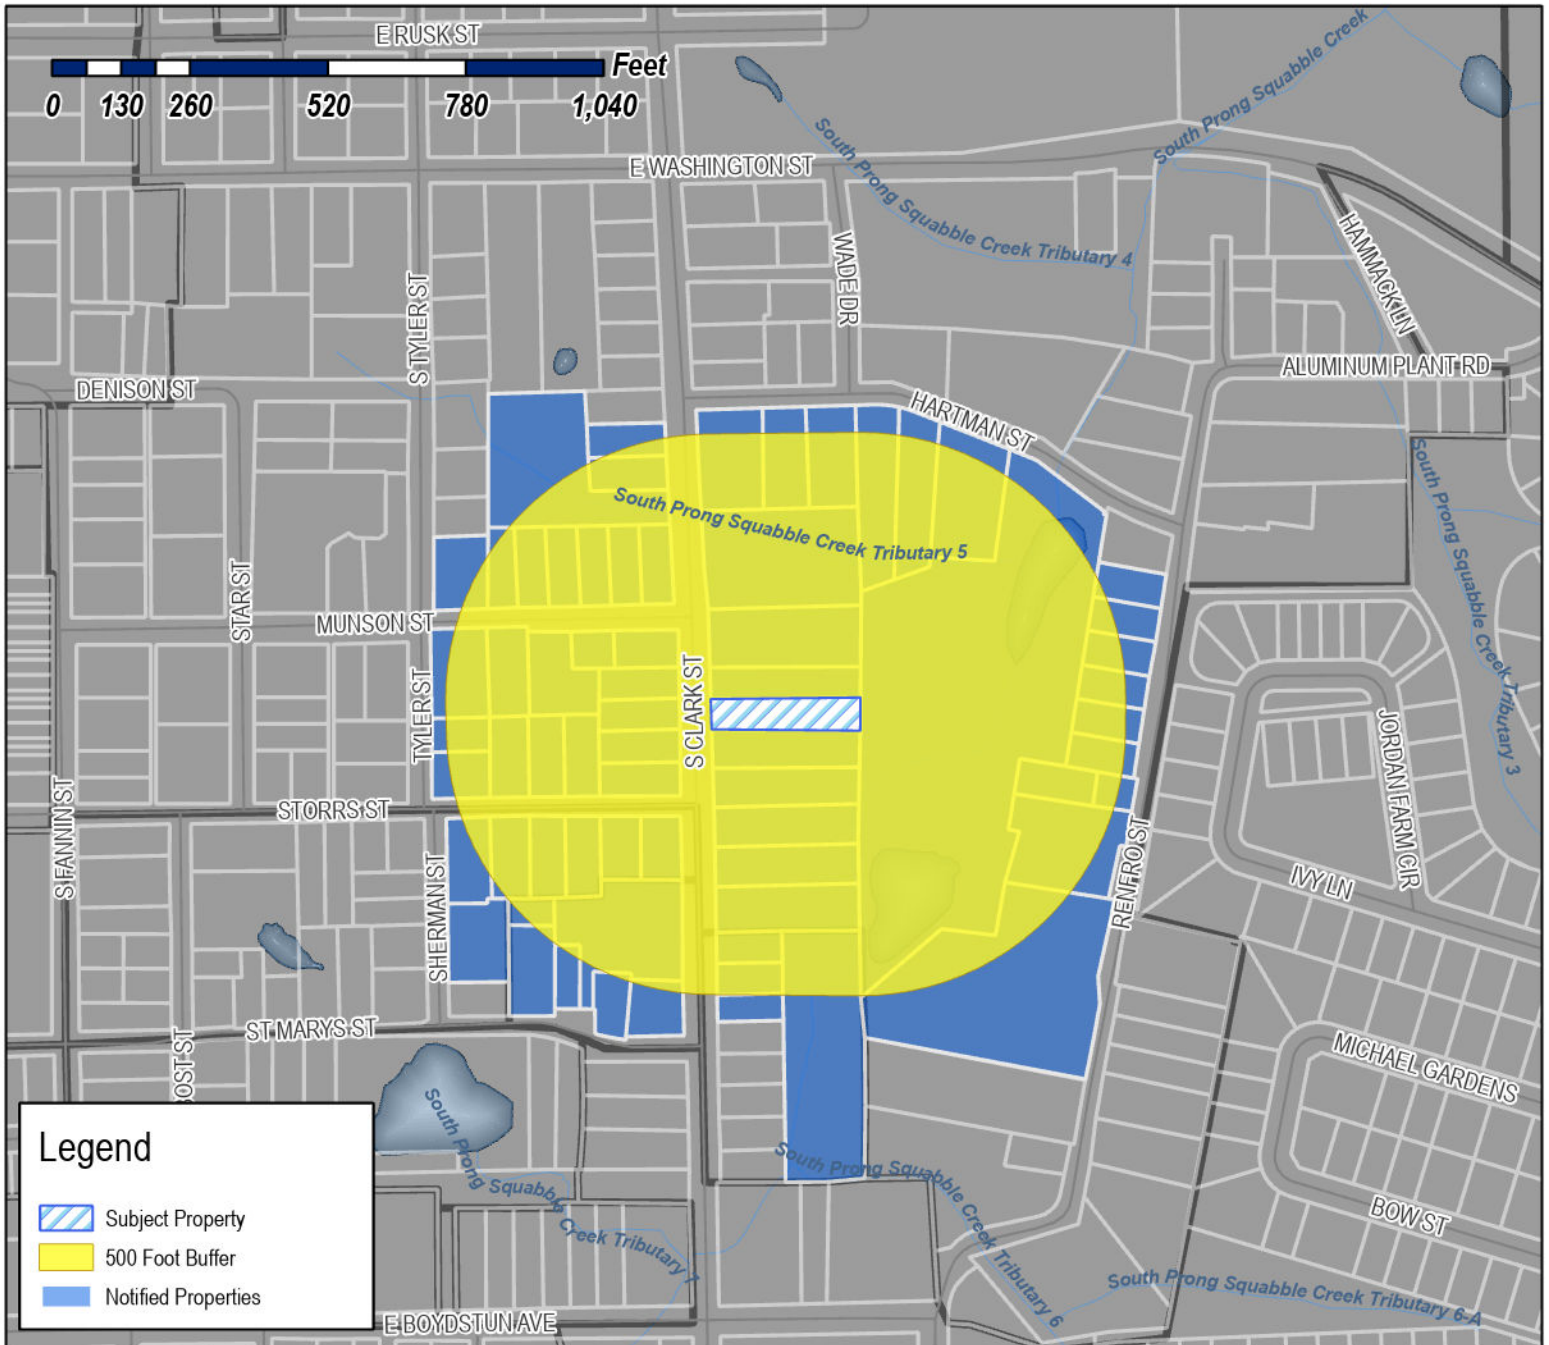 E RUSK ST
Feet
0 130 260 520 780 1,040
South Prong Squabble Creek
E WASHINGTON ST
South Prong Squabble Creek Tributary 4
WADE DR
HAMMACK LN
S TYLER ST
DENISON ST
ALUMINUM PLANT RD
HARTMAN ST
South Prong Squabble Creek Tributary 3
South Prong Squabble Creek Tributary 5
STAR ST
MUNSON ST
TYLER ST
S CLARK ST
JORDAN FARM CIR
S FANNIN ST
STORRS ST
SHERMAN ST
RENFRO ST
IVY LN
ST MARYS ST
OST ST
MICHAEL GARDENS
South Prong Squabble Creek Tributary 7
South Prong Squabble Creek Tributary 6
BOW ST
South Prong Squabble Creek Tributary 6-A
E BOYDSTUN AVE
Legend
Subject Property
500 Foot Buffer
Notified Properties